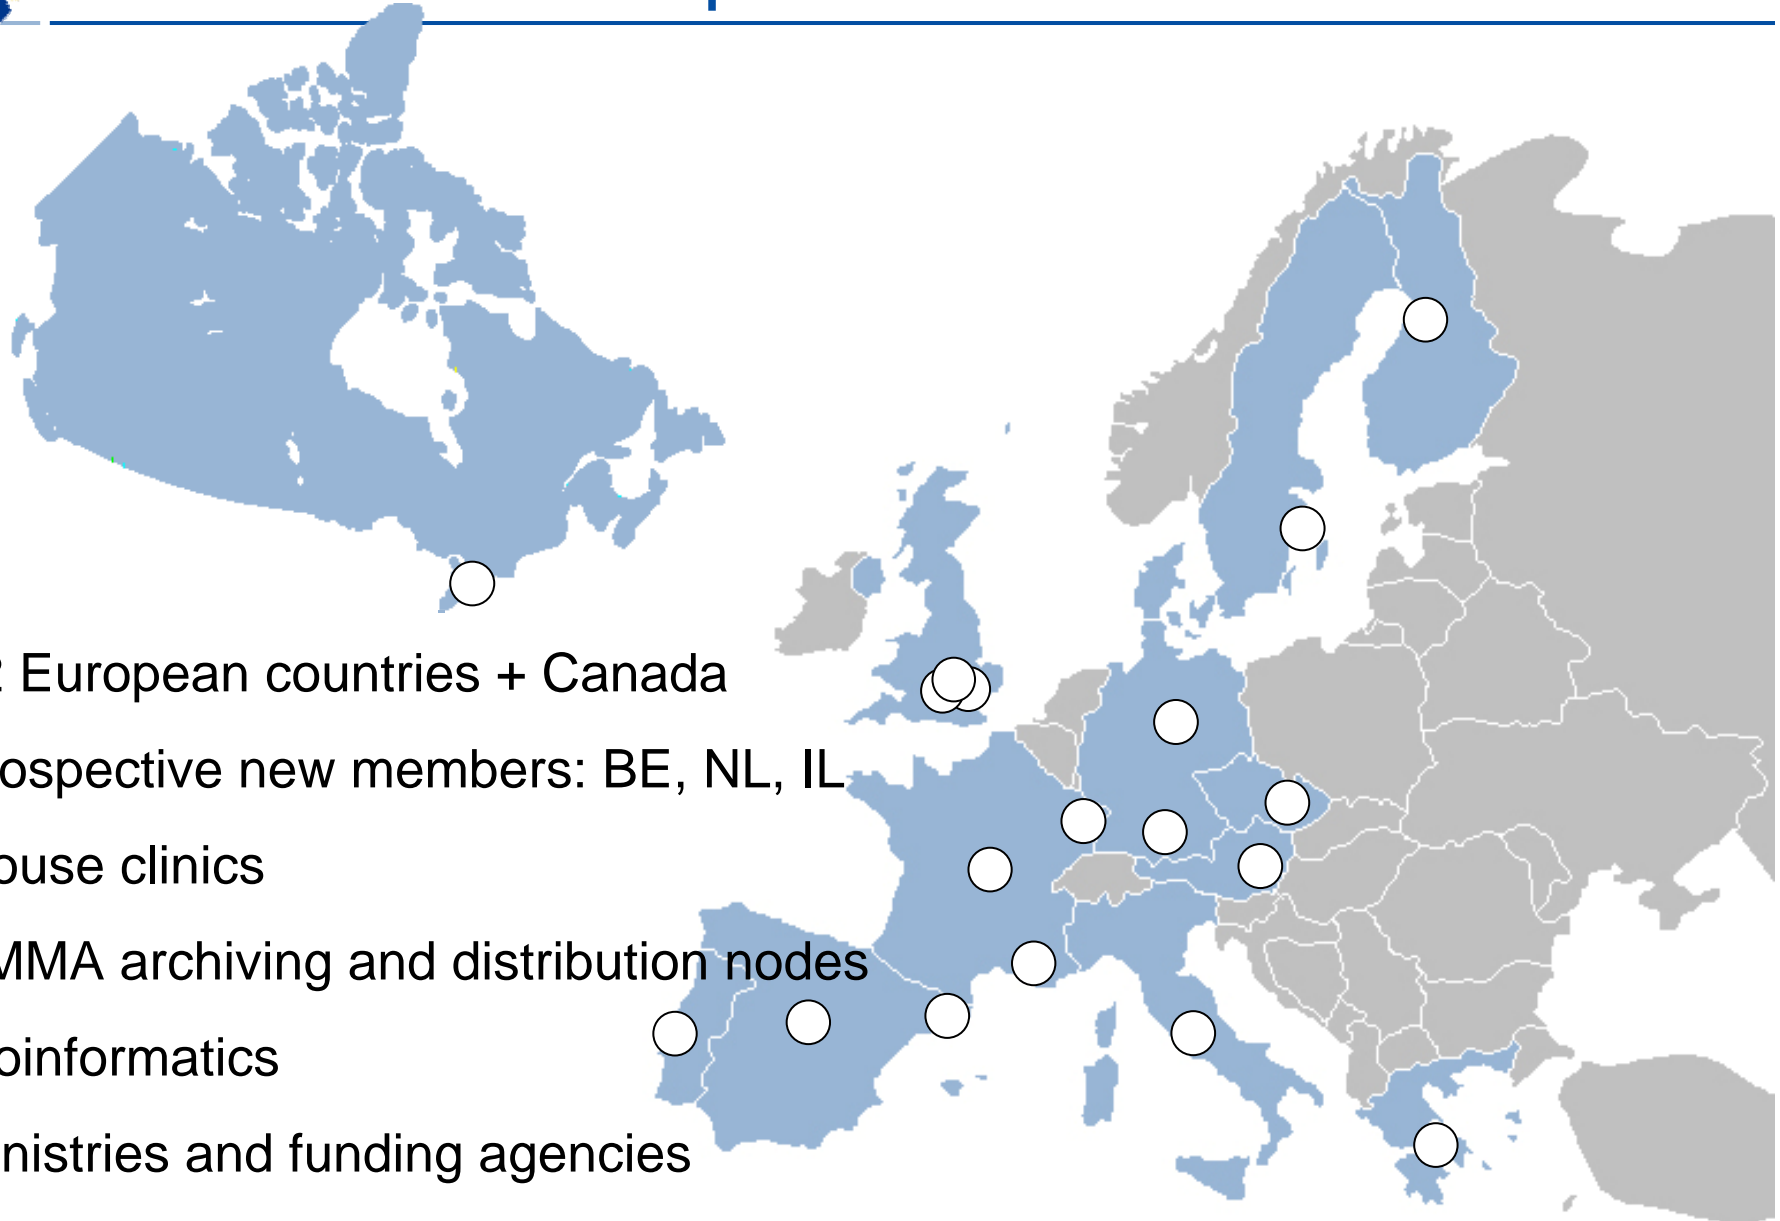 2 European countries + Canada
ospective new members: BE, NL, IL
ouse clinics
MMA archiving and distribution nodes
oinformatics
nistries and funding agencies